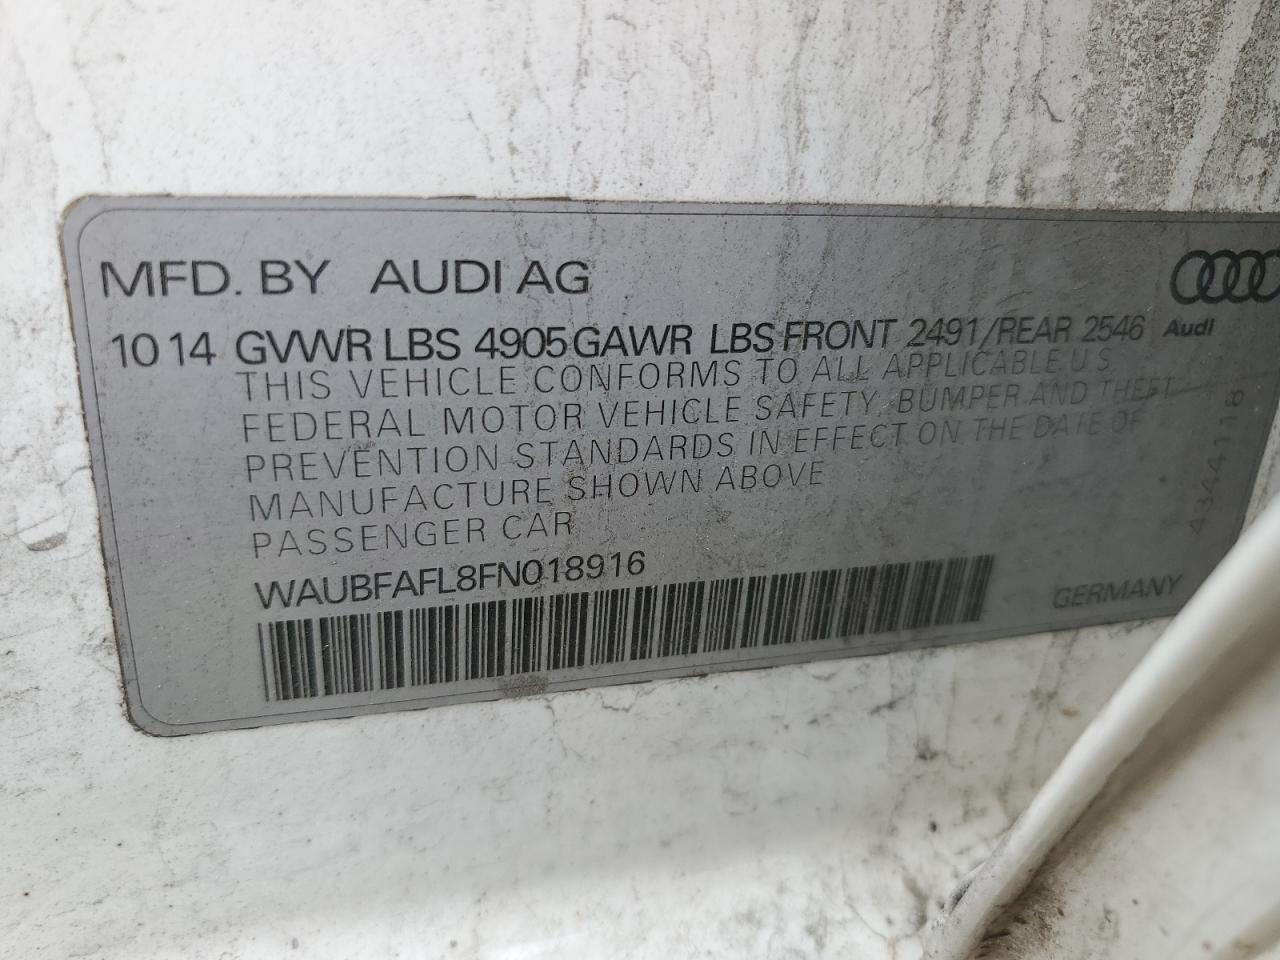 MFD. BY AUDI AG
10 14 GVWR LBS 4905 GAWR LBS FRONT 2491/REAR 2546
Audi
THIS VEHICLE CONFORMS TO ALL APPLICABLE U S
FEDERAL MOTOR VEHICLE SAFETY, BUMPER AND THEFT
PREVENTION STANDARDS IN EFFECT ON THE DATE OF
MANUFACTURE SHOWN ABOVE
PASSENGER CAR
WAUBFAFL8FN018916
GERMANY
4344118